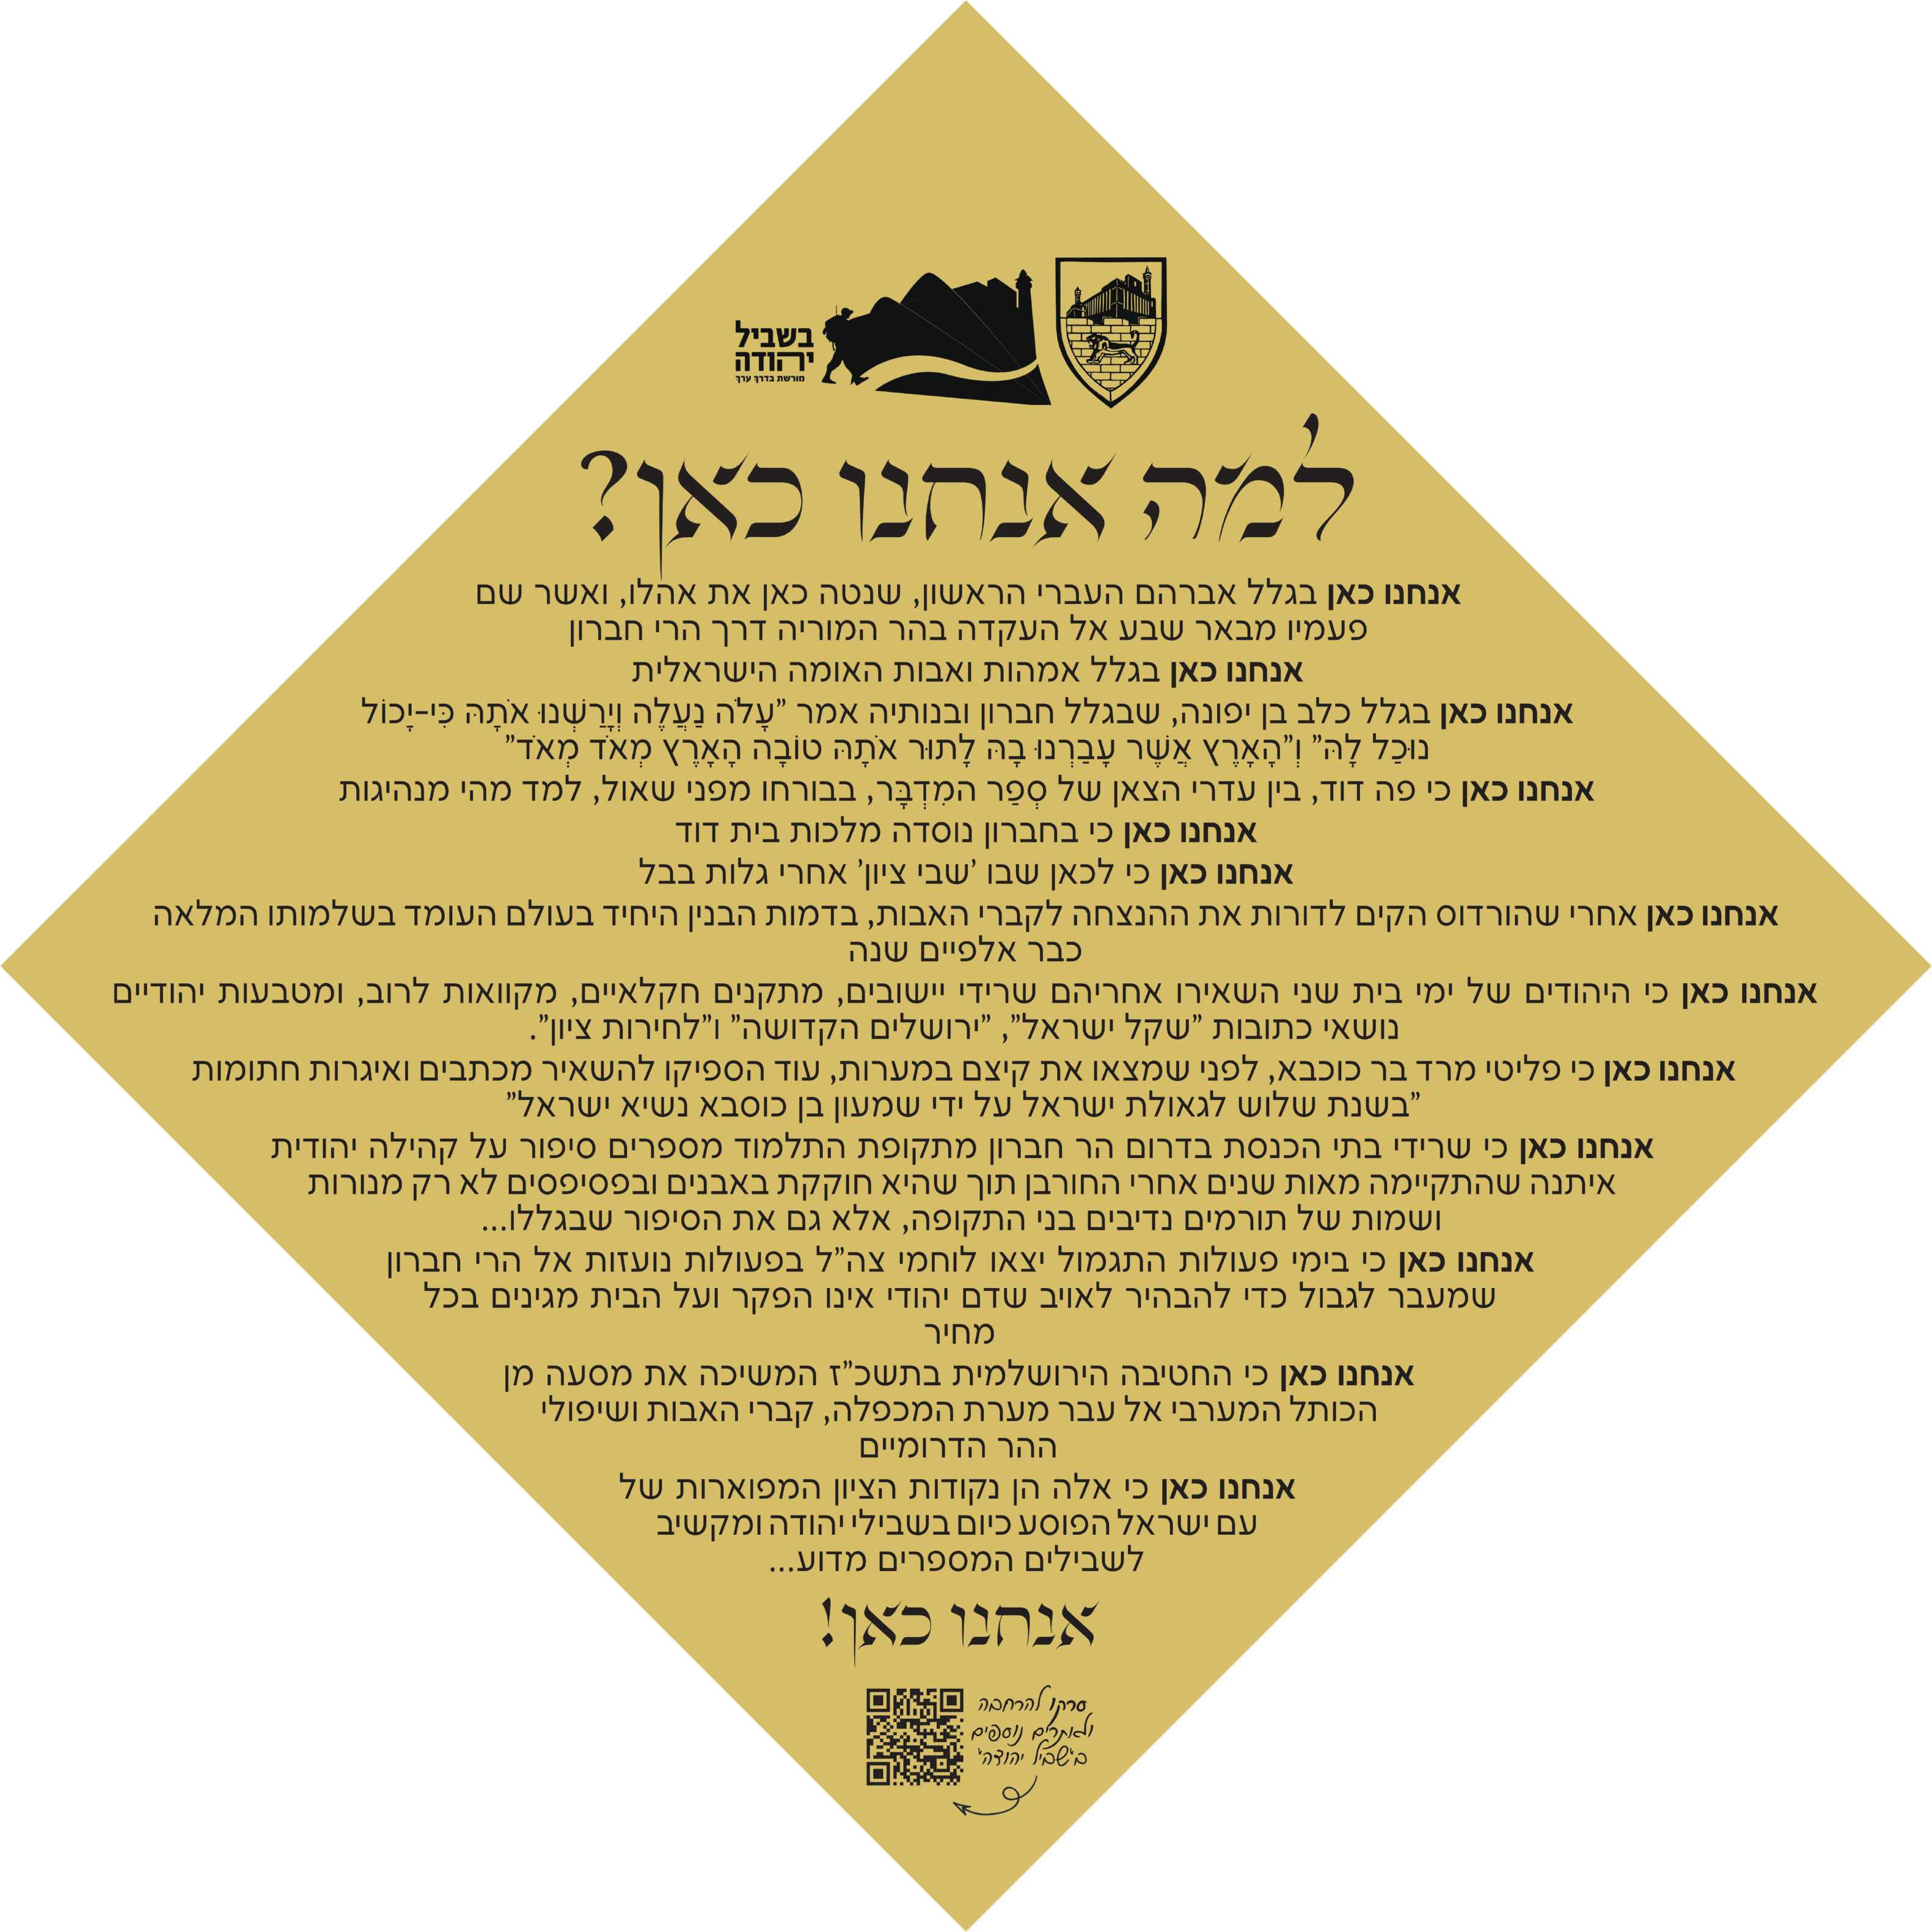 בשביל
יהודה
מורשת בדרך ערך
למה אנחנו כאן?
אנחנו כאן בגלל אברהם העברי הראשון, שנטה כאן את אהלו, ואשר שם
פעמיו מבאר שבע אל העקדה בהר המוריה דרך הרי חברון
אנחנו כאן בגלל אמהות ואבות האומה הישראלית
אנחנו כאן בגלל כלב בן יפונה, שבגלל חברון ובנותיה אמר "עָלֹה נַעֲלֶה וְיָרַשְׁנוּ אֹתָהּ כִּי-יָכוֹל
נוּכַל לָהּ" וְ"הָאָרֶץ אֲשֶׁר עָבַרְנוּ בָהּ לָתוּר אֹתָהּ טוֹבָה הָאָרֶץ מְאֹד מְאֹד"
אנחנו כאן כי פה דוד, בין עדרי הצאן של סְפַר המִדְבָּר, בבורחו מפני שאול, למד מהי מנהיגות
אנחנו כאן כי בחברון נוסדה מלכות בית דוד
אנחנו כאן כי לכאן שבו 'שבי ציון' אחרי גלות בבל
אנחנו כאן אחרי שהורדוס הקים לדורות את ההנצחה לקברי האבות, בדמות הבנין היחיד בעולם העומד בשלמותו המלאה
כבר אלפיים שנה
אנחנו כאן כי היהודים של ימי בית שני השאירו אחריהם שרידי יישובים, מתקנים חקלאיים, מקוואות לרוב, ומטבעות יהודיים
נושאי כתובות "שקל ישראל", "ירושלים הקדושה" ו"לחירות ציון".
אנחנו כאן כי פליטי מרד בר כוכבא, לפני שמצאו את קיצם במערות, עוד הספיקו להשאיר מכתבים ואיגרות חתומות
"בשנת שלוש לגאולת ישראל על ידי שמעון בן כוסבא נשיא ישראל"
אנחנו כאן כי שרידי בתי הכנסת בדרום הר חברון מתקופת התלמוד מספרים סיפור על קהילה יהודית
איתנה שהתקיימה מאות שנים אחרי החורבן תוך שהיא חוקקת באבנים ובפסיפסים לא רק מנורות
ושמות של תורמים נדיבים בני התקופה, אלא גם את הסיפור שבגללו...
אנחנו כאן כי בימי פעולות התגמול יצאו לוחמי צה"ל בפעולות נועזות אל הרי חברון
שמעבר לגבול כדי להבהיר לאויב שדם יהודי אינו הפקר ועל הבית מגינים בכל
מחיר
אנחנו כאן כי החטיבה הירושלמית בתשכ"ז המשיכה את מסעה מן
הכותל המערבי אל עבר מערת המכפלה, קברי האבות ושיפולי
ההר הדרומיים
אנחנו כאן כי אלה הן נקודות הציון המפוארות של
עם ישראל הפוסע כיום בשבילי יהודה ומקשיב
לשבילים המספרים מדוע...
אנחנו כאן!
סרקו להרחבה
ולאתרים נוספים
ב'שביל יהודה'